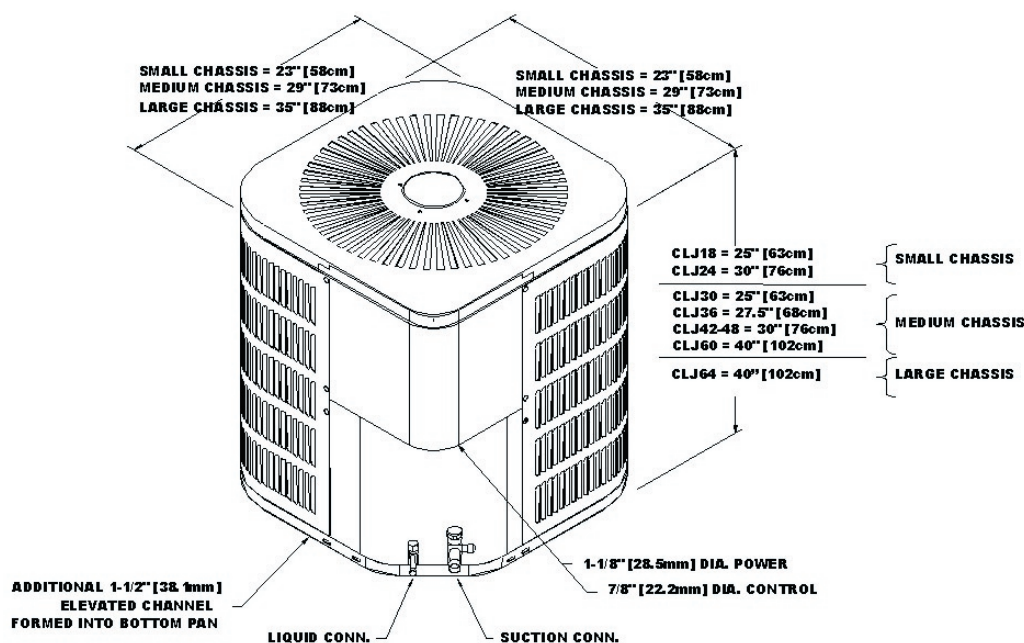 SMALL CHASSIS = 23" [58cm]
MEDIUM CHASSIS = 29" [73cm]
LARGE CHASSIS = 35" [88cm]
SMALL CHASSIS = 23" [58cm]
MEDIUM CHASSIS = 29" [73cm]
LARGE CHASSIS = 35" [88cm]
CLJ18 = 25" [63cm]
CLJ24 = 30" [76cm]
SMALL CHASSIS
CLJ30 = 25" [63cm]
CLJ36 = 27.5" [68cm]
CLJ42-48 = 30" [76cm]
CLJ60 = 40" [102cm]
MEDIUM CHASSIS
CLJ64 = 40" [102cm]
LARGE CHASSIS
1-1/8" [28.5mm] DIA. POWER
7/8" [22.2mm] DIA. CONTROL
ADDITIONAL 1-1/2" [38.1mm]
ELEVATED CHANNEL
FORMED INTO BOTTOM PAN
LIQUID CONN.
SUCTION CONN.